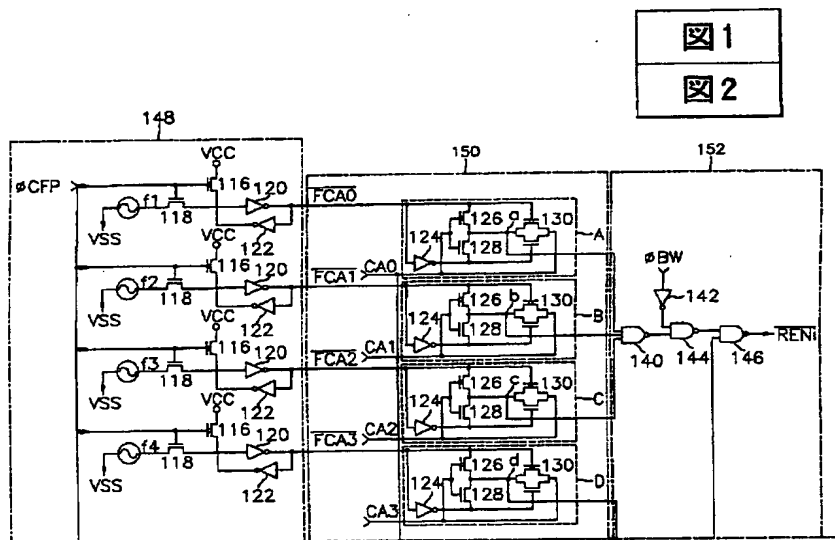 図1
図2
148
150
152
VCC
øCFP
116
120
FCA0
f1
118
VSS
122
124
126
a
130
128
A
CA0
VCC
116
120
FCA1
f2
118
VSS
122
124
126
b
130
128
B
CA1
øBW
142
140
144
146
RENi
VCC
116
120
FCA2
f3
118
VSS
122
124
126
c
130
128
C
CA2
VCC
116
120
FCA3
f4
118
VSS
122
124
126
d
130
128
D
CA3